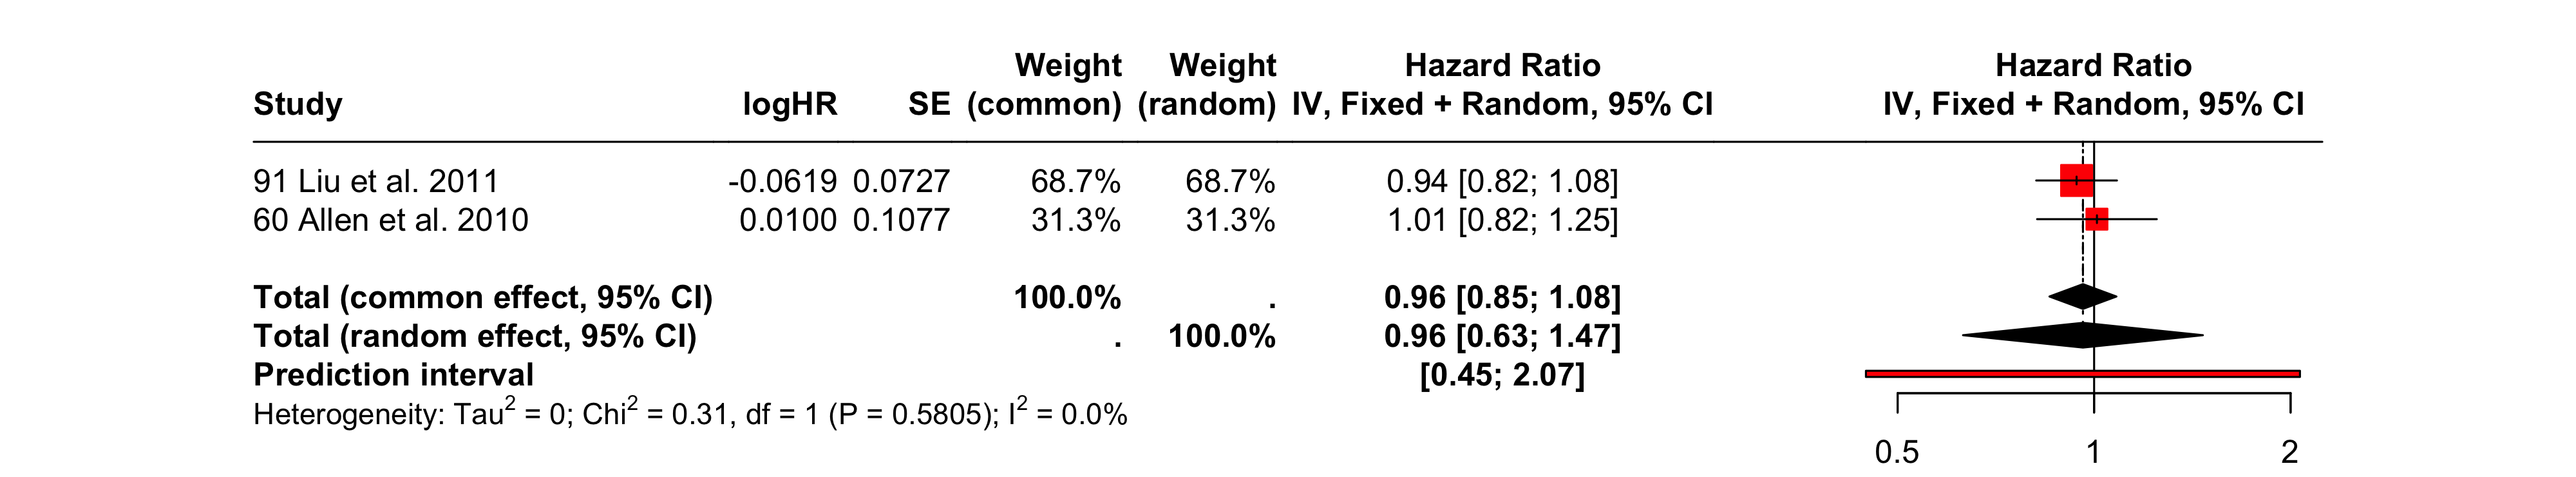 Weight Weight Hazard Ratio Hazard Ratio
Study logHR SE (common) (random) IV, Fixed + Random, 95% CI IV, Fixed + Random, 95% CI
91 Liu et al. 2011 -0.0619 0.0727 68.7% 68.7% 0.94 [0.82; 1.08]
60 Allen et al. 2010 0.0100 0.1077 31.3% 31.3% 1.01 [0.82; 1.25]
Total (common effect, 95% CI) 100.0% . 0.96 [0.85; 1.08]
Total (random effect, 95% CI) . 100.0% 0.96 [0.63; 1.47]
Prediction interval [0.45; 2.07]
Heterogeneity: Tau² = 0; Chi² = 0.31, df = 1 (P = 0.5805); I² = 0.0%
0.5 1 2